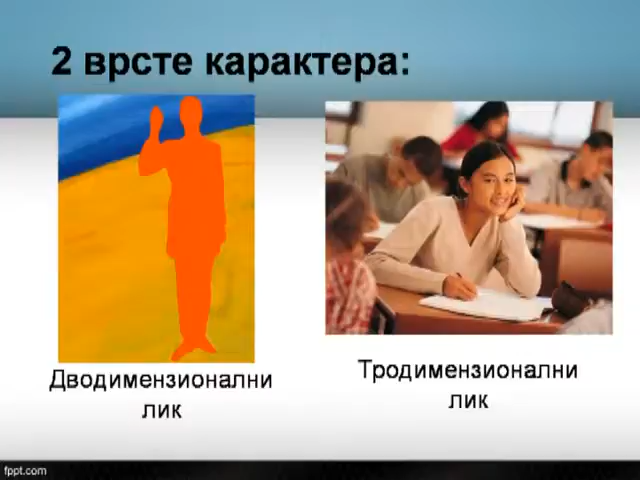 2 врсте карактера:
Дводимензионални
лик
Тродимензионални
лик
fppt.com